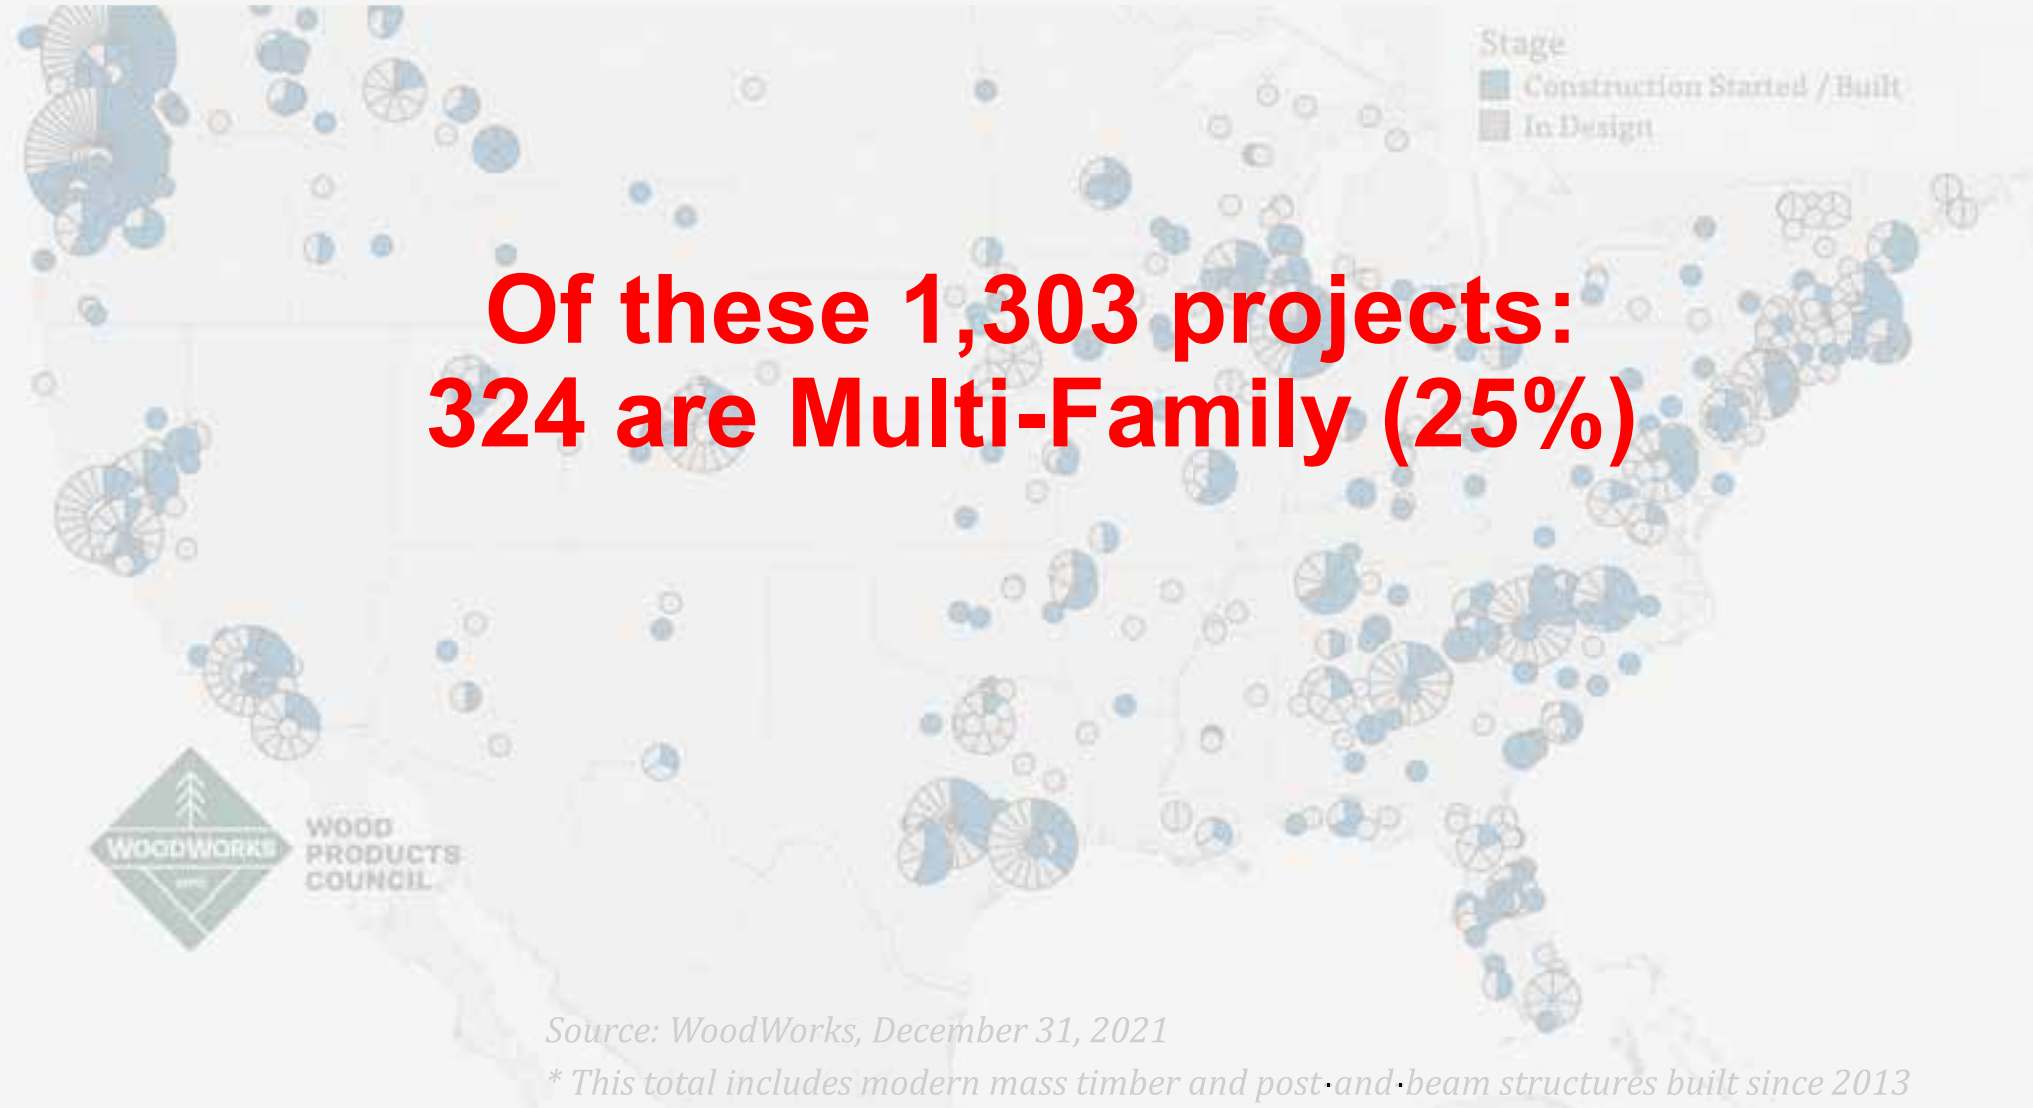 Stage
Construction Started / Built
In Design
Of these 1,303 projects:
324 are Multi-Family (25%)
WOODWORKS
WOOD
PRODUCTS
COUNCIL
Source: WoodWorks, December 31, 2021
* This total includes modern mass timber and post-and-beam structures built since 2013